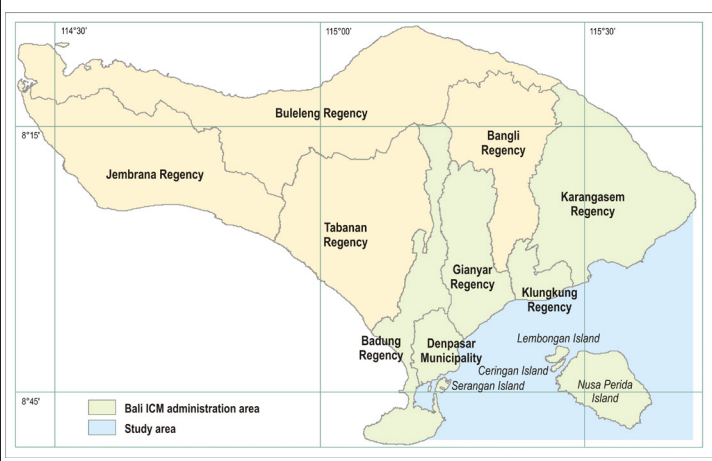 114°30'
115°00'
115°30'
Buleleng Regency
8°15'
Bangli
Regency
Jembrana Regency
Karangasem
Regency
Tabanan
Regency
Gianyar
Regency
Klungkung
Regency
Badung
Regency
Denpasar
Municipality
Lembongan Island
Ceringan Island
Serangan Island
Nusa Perida
Island
8°45'
Bali ICM administration area
Study area